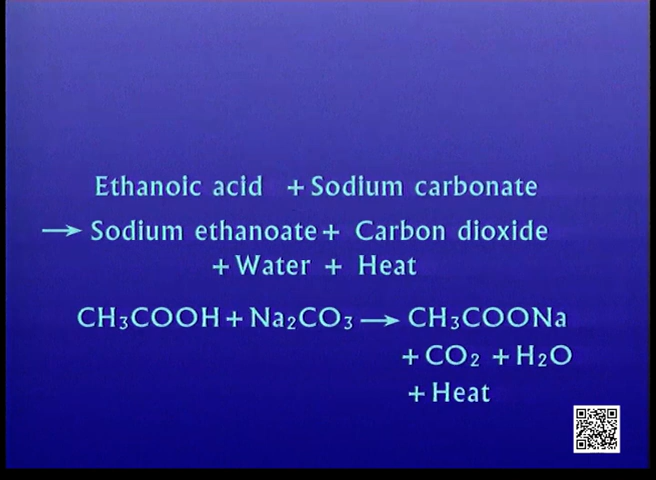 Ethanoic acid + Sodium carbonate
→ Sodium ethanoate + Carbon dioxide
+ Water + Heat
CH₃COOH + Na₂CO₃ → CH₃COONa
+ CO₂ + H₂O
+ Heat